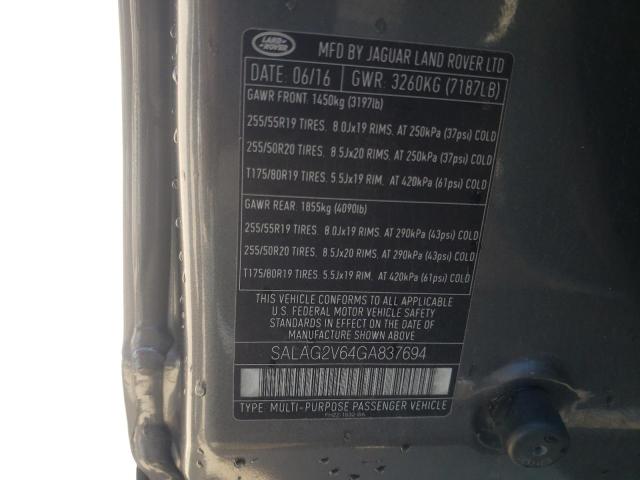 LAND-
ROVER
MFD BY JAGUAR LAND ROVER LTD
DATE: 06/16 GWR: 3260KG (7187LB)
GAWR FRONT. 1450kg (3197lb)
255/55R19 TIRES. 8.0Jx19 RIMS. AT 250kPa (37psi) COLD
255/50R20 TIRES. 8.5Jx20 RIMS. AT 250kPa (37psi) COLD
T175/80R19 TIRES. 5.5Jx19 RIM. AT 420kPa (61psi) COLD
GAWR REAR. 1855kg (4090lb)
255/55R19 TIRES. 8.0Jx19 RIMS. AT 290kPa (43psi) COLD
255/50R20 TIRES. 8.5Jx20 RIMS. AT 290kPa (43psi) COLD
T175/80R19 TIRES. 5.5Jx19 RIM. AT 420kPa (61psi) COLD
THIS VEHICLE CONFORMS TO ALL APPLICABLE
U.S. FEDERAL MOTOR VEHICLE SAFETY
STANDARDS IN EFFECT ON THE DATE OF
MANUFACTURE SHOWN ABOVE
SALAG2V64GA837694
TYPE: MULTI-PURPOSE PASSENGER VEHICLE